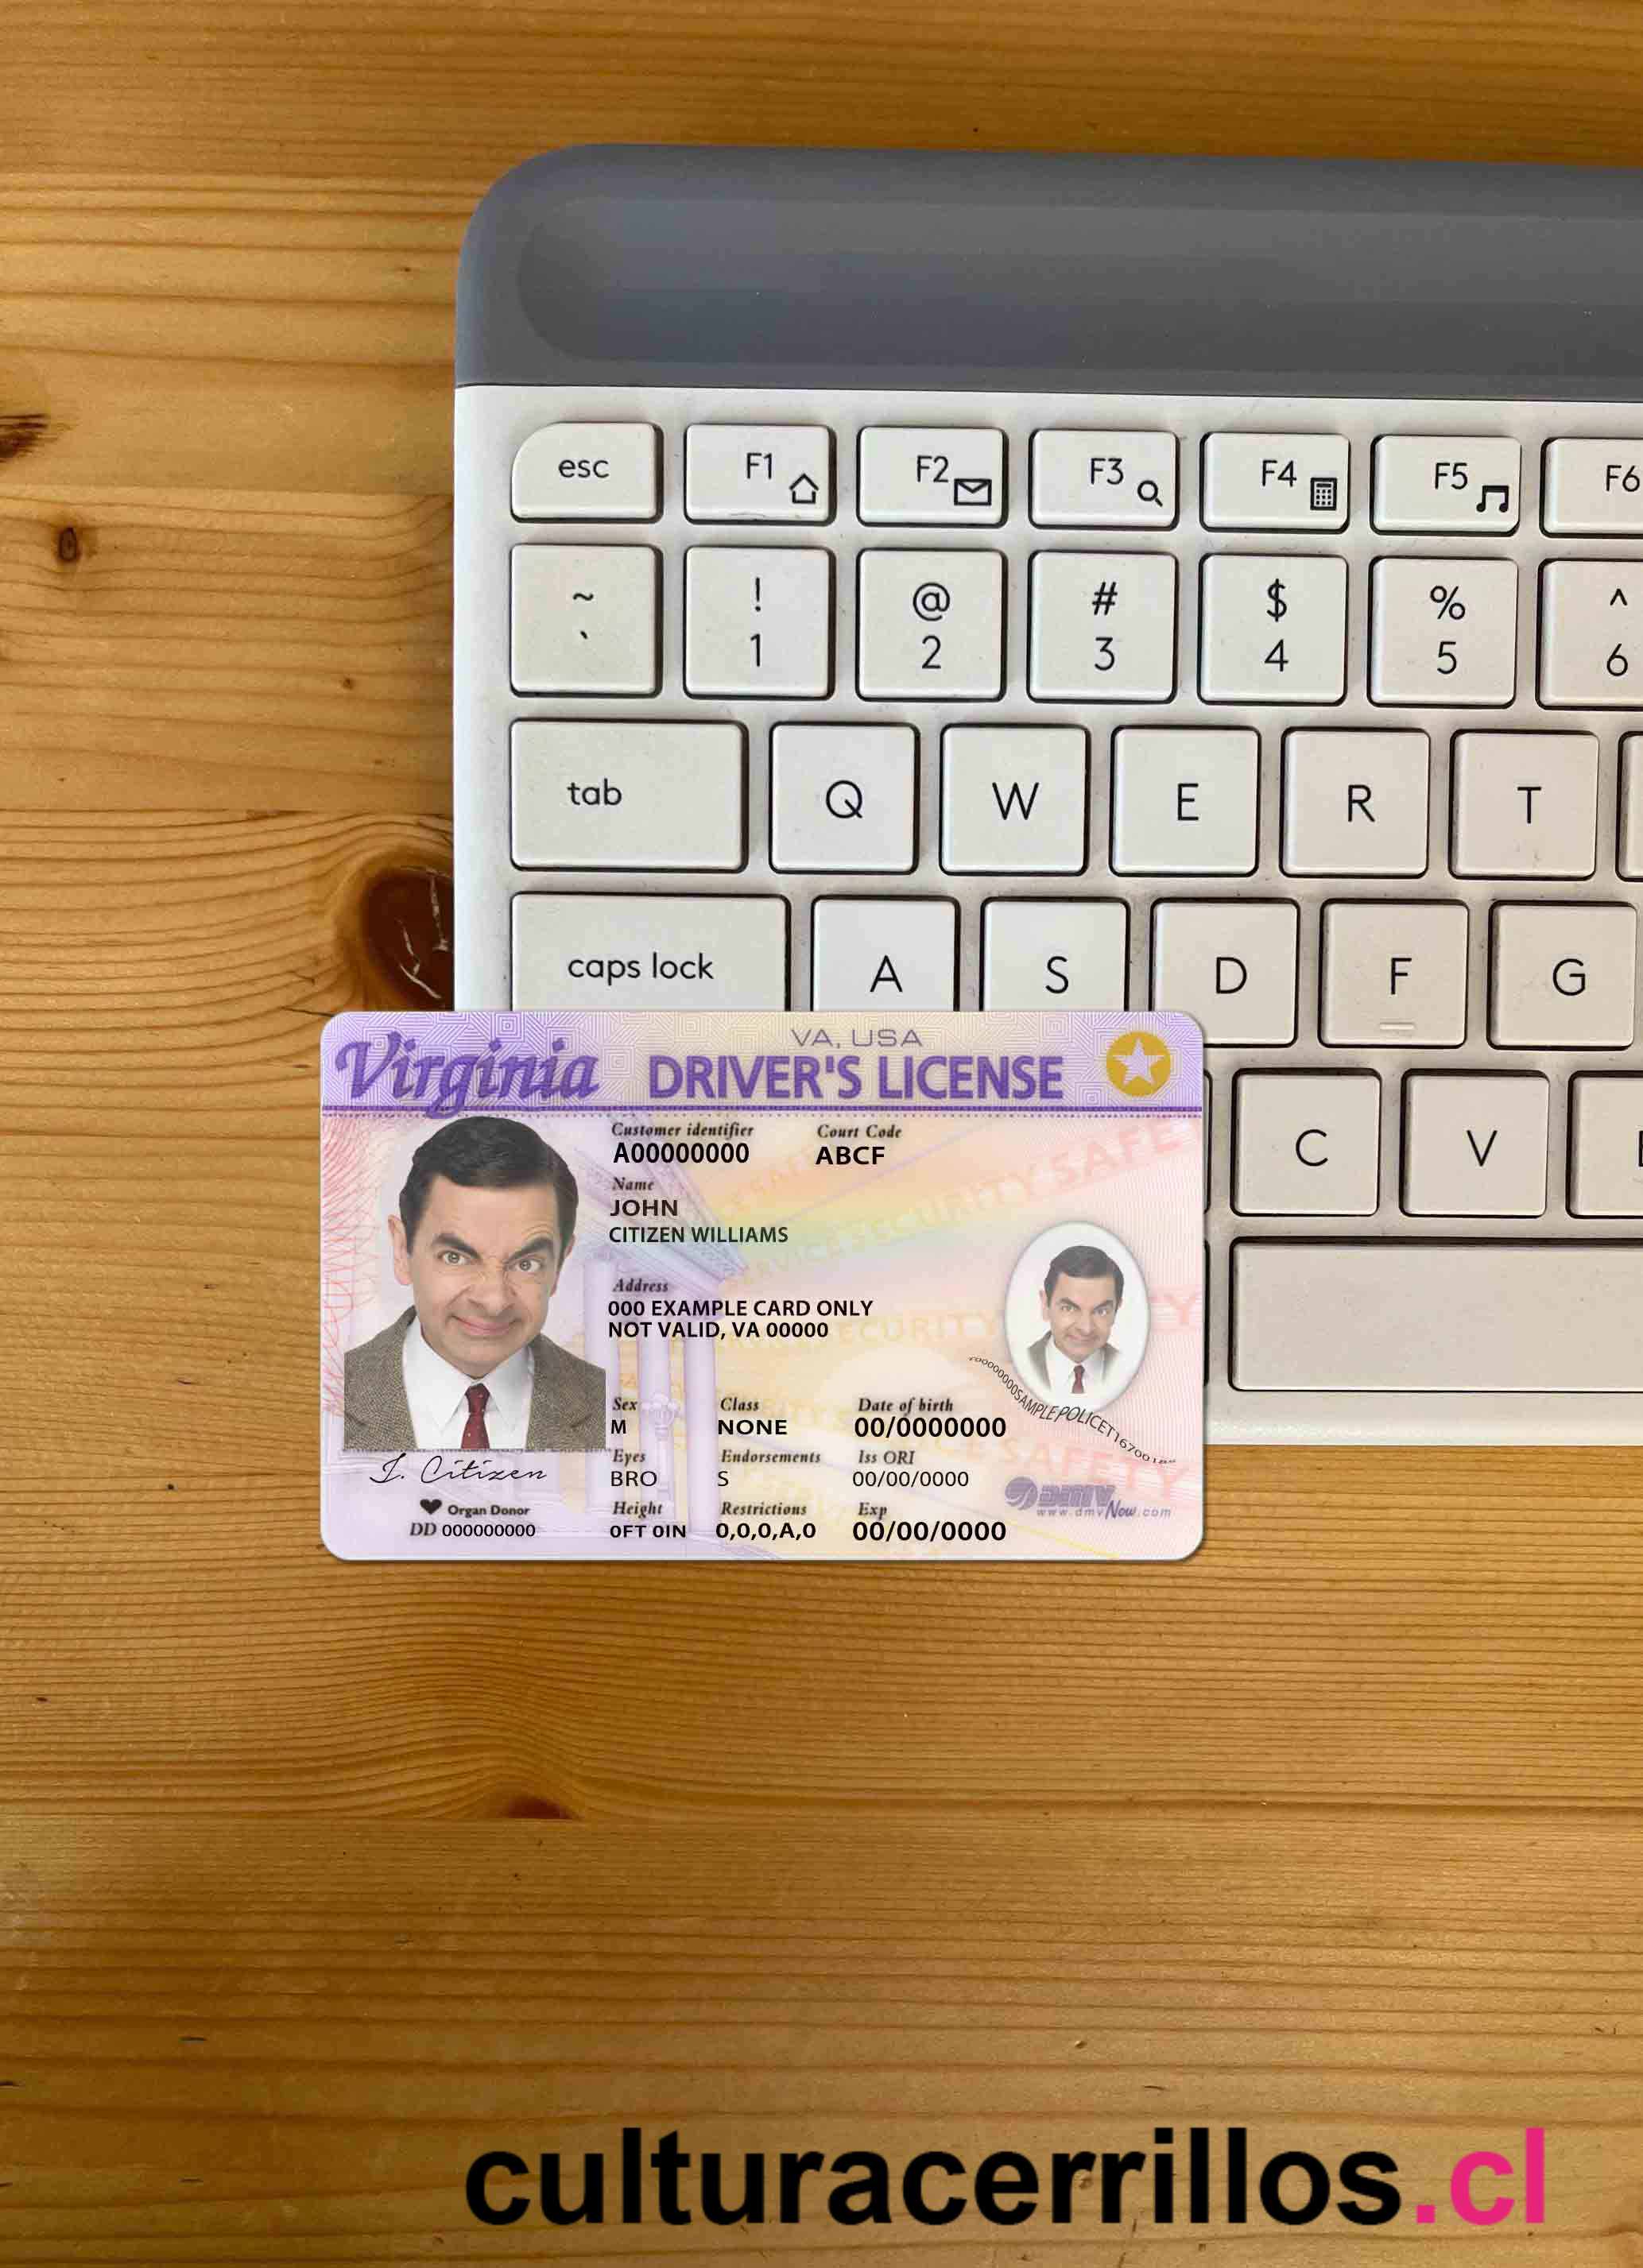 esc F1 F2 F3 F4 F5 F6
~ ! @ # $ % ^
` 1 2 3 4 5 6
tab Q W E R T
caps lock A S D F G
C V
VA, USA
Virginia DRIVER'S LICENSE
Customer identifier Court Code
A00000000 ABCF
Name
JOHN
CITIZEN WILLIAMS
Address
000 EXAMPLE CARD ONLY
NOT VALID, VA 00000
Sex Class Date of birth
M NONE 00/0000000
Eyes Endorsements Iss ORI
BRO S 00/00/0000
Height Restrictions Exp
0FT 0IN 0,0,0,A,0 00/00/0000
J. Citizen
Organ Donor
DD 000000000
SECURITY SAFETY
DMV
www.dmvNow.com
culturacerrillos.cl